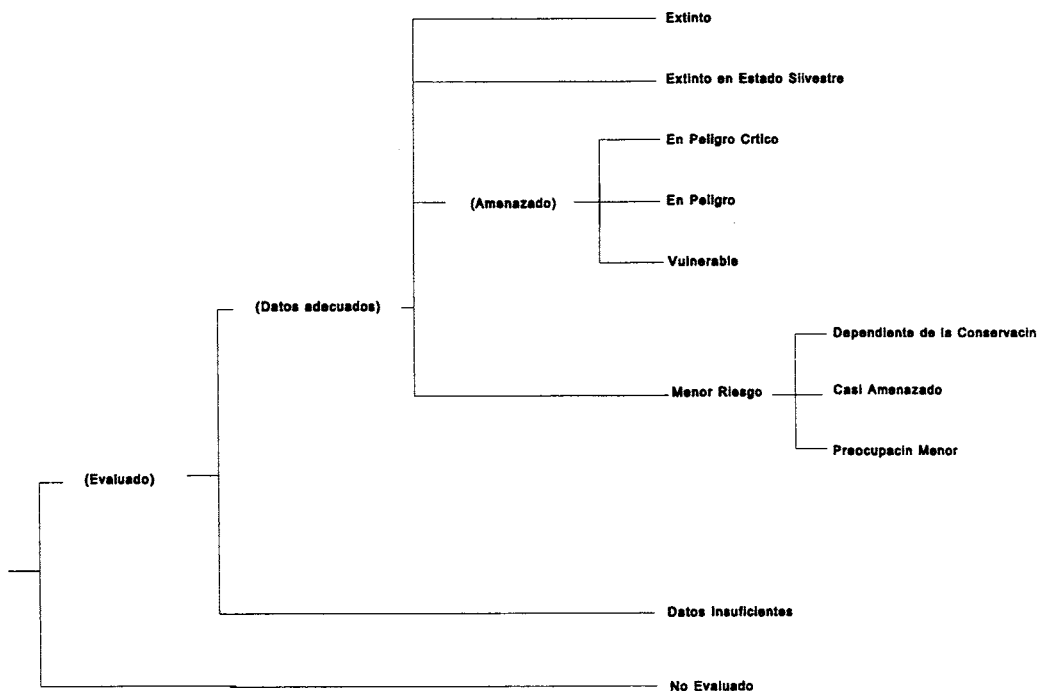 Extinto
Extinto en Estado Silvestre
En Peligro Crtico
(Amenazado)
En Peligro
Vulnerable
(Datos adecuados)
Dependiente de la Conservacin
Menor Riesgo
Casi Amenazado
Preocupacin Menor
(Evaluado)
Datos Insuficientes
No Evaluado